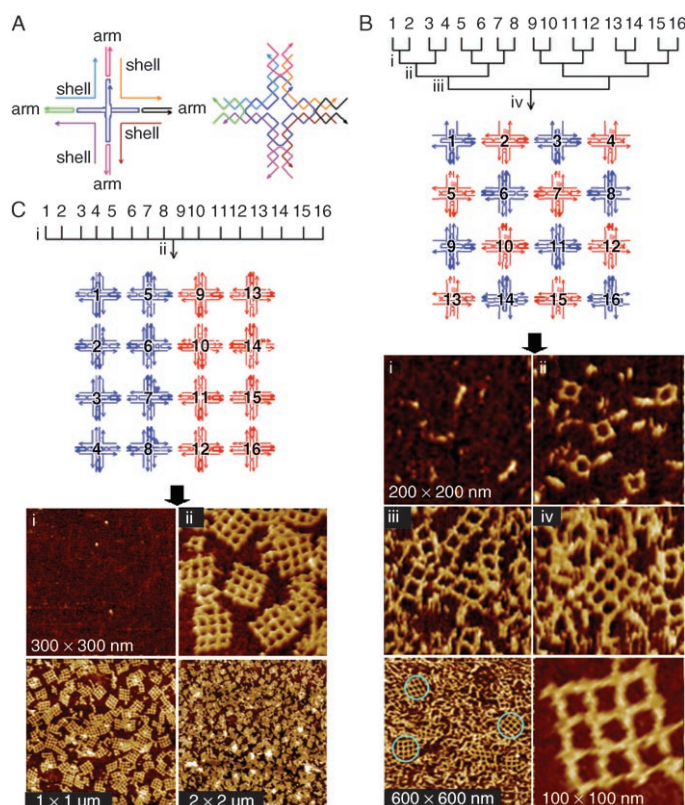 A
arm
shell
shell
arm
arm
shell
shell
arm
B
1 2 3 4 5 6 7 8 9 10 11 12 13 14 15 16
i
ii
iii
iv
1 2 3 4
5 6 7 8
9 10 11 12
13 14 15 16
i ii
200 × 200 nm
iii iv
600 × 600 nm 100 × 100 nm
C
1 2 3 4 5 6 7 8 9 10 11 12 13 14 15 16
i
ii
1 5 9 13
2 6 10 14
3 7 11 15
4 8 12 16
i ii
300 × 300 nm
1 × 1 um 2 × 2 um